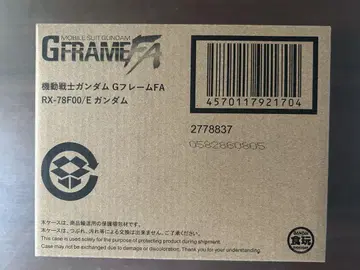 MOBILE SUIT GUNDAM
GFRAME FA
機動戦士ガンダム GフレームFA
RX-78F00/E ガンダム
4570117921704
2778837
0582880805
本ケースは、商品輸送用の保護梱包材です。
本ケースは、つぶれ、汚れ等による交換は出来ません。ご了承下さい。
This case is used solely for the purpose of protecting product during shipment.
Case may not be exchanged due to damage or discoloration. Thank you for your understanding.
BANDAI
食玩